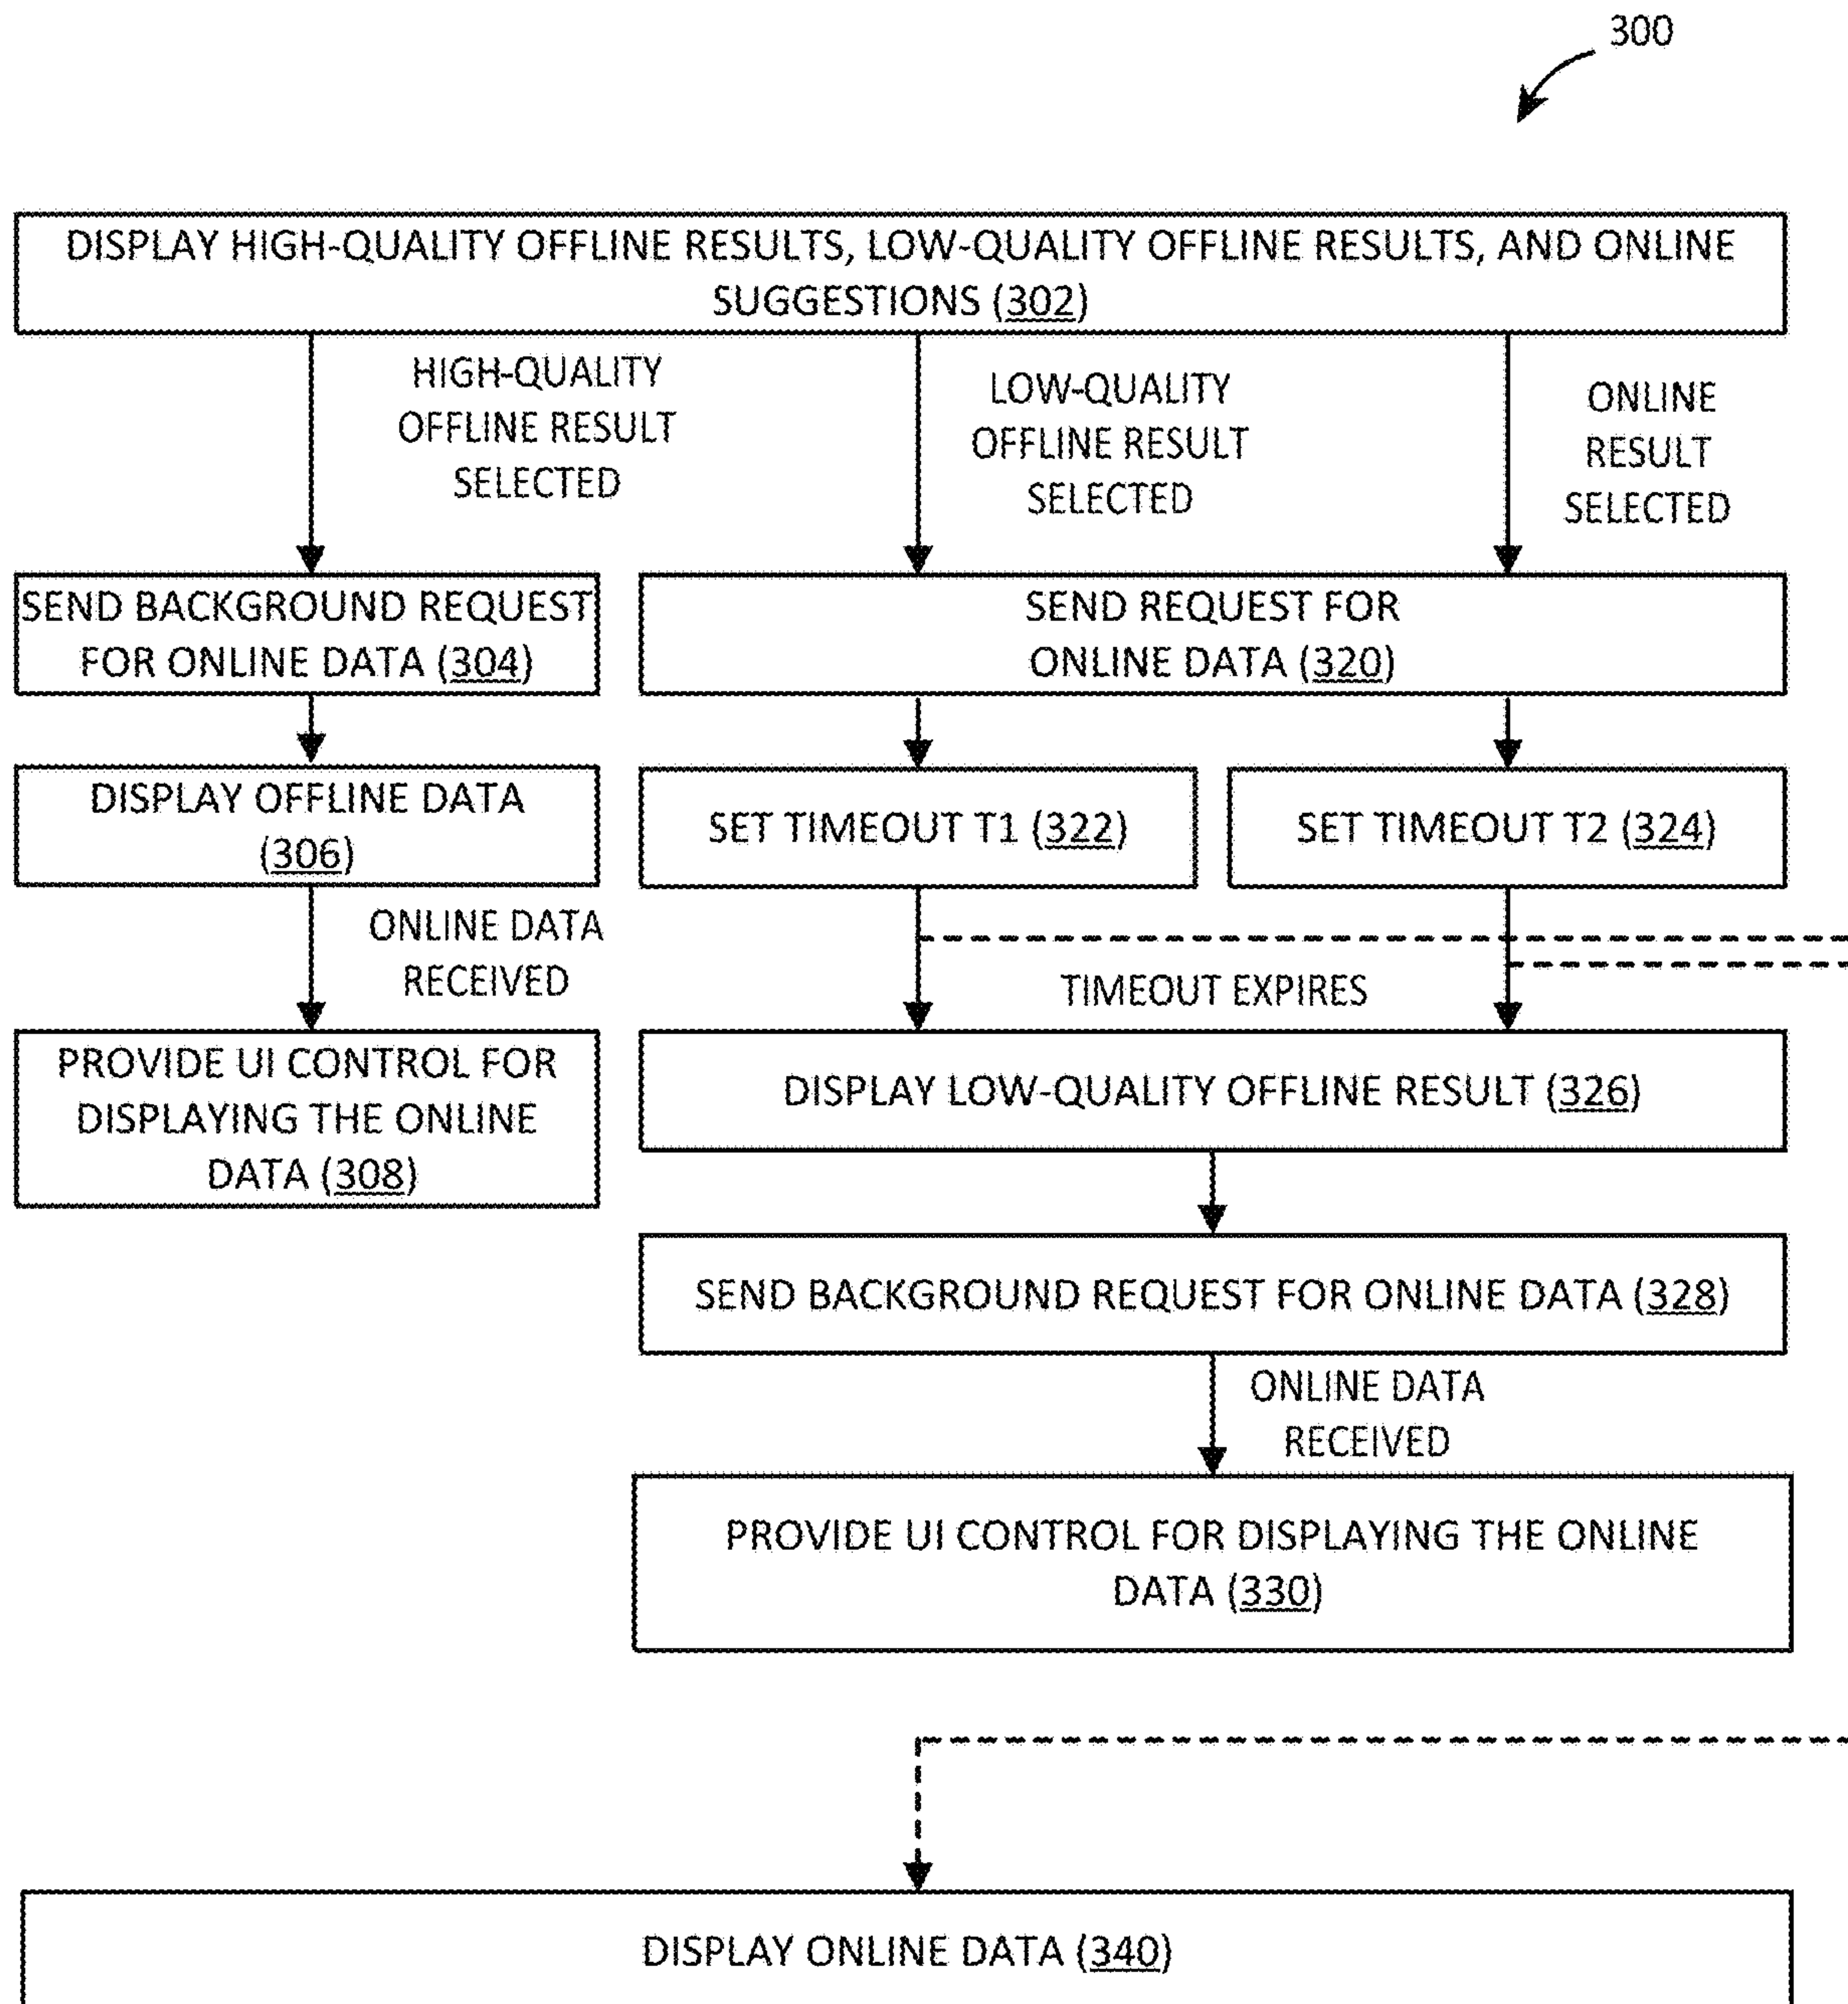 300
DISPLAY HIGH-QUALITY OFFLINE RESULTS, LOW-QUALITY OFFLINE RESULTS, AND ONLINE
SUGGESTIONS (302)
HIGH-QUALITY
OFFLINE RESULT
SELECTED
LOW-QUALITY
OFFLINE RESULT
SELECTED
ONLINE
RESULT
SELECTED
SEND BACKGROUND REQUEST
FOR ONLINE DATA (304)
SEND REQUEST FOR
ONLINE DATA (320)
DISPLAY OFFLINE DATA
(306)
SET TIMEOUT T1 (322)
SET TIMEOUT T2 (324)
ONLINE DATA
RECEIVED
TIMEOUT EXPIRES
PROVIDE UI CONTROL FOR
DISPLAYING THE ONLINE
DATA (308)
DISPLAY LOW-QUALITY OFFLINE RESULT (326)
SEND BACKGROUND REQUEST FOR ONLINE DATA (328)
ONLINE DATA
RECEIVED
PROVIDE UI CONTROL FOR DISPLAYING THE ONLINE
DATA (330)
DISPLAY ONLINE DATA (340)